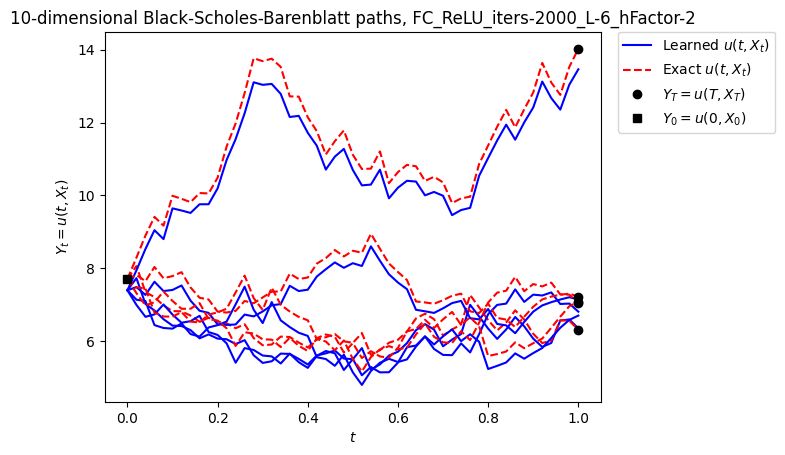 10-dimensional Black-Scholes-Barenblatt paths, FC_ReLU_iters-2000_L-6_hFactor-2
14
12
10
8
6
Y_t = u(t, X_t)
0.0 0.2 0.4 0.6 0.8 1.0
t
Learned u(t, X_t)
Exact u(t, X_t)
Y_T = u(T, X_T)
Y_0 = u(0, X_0)